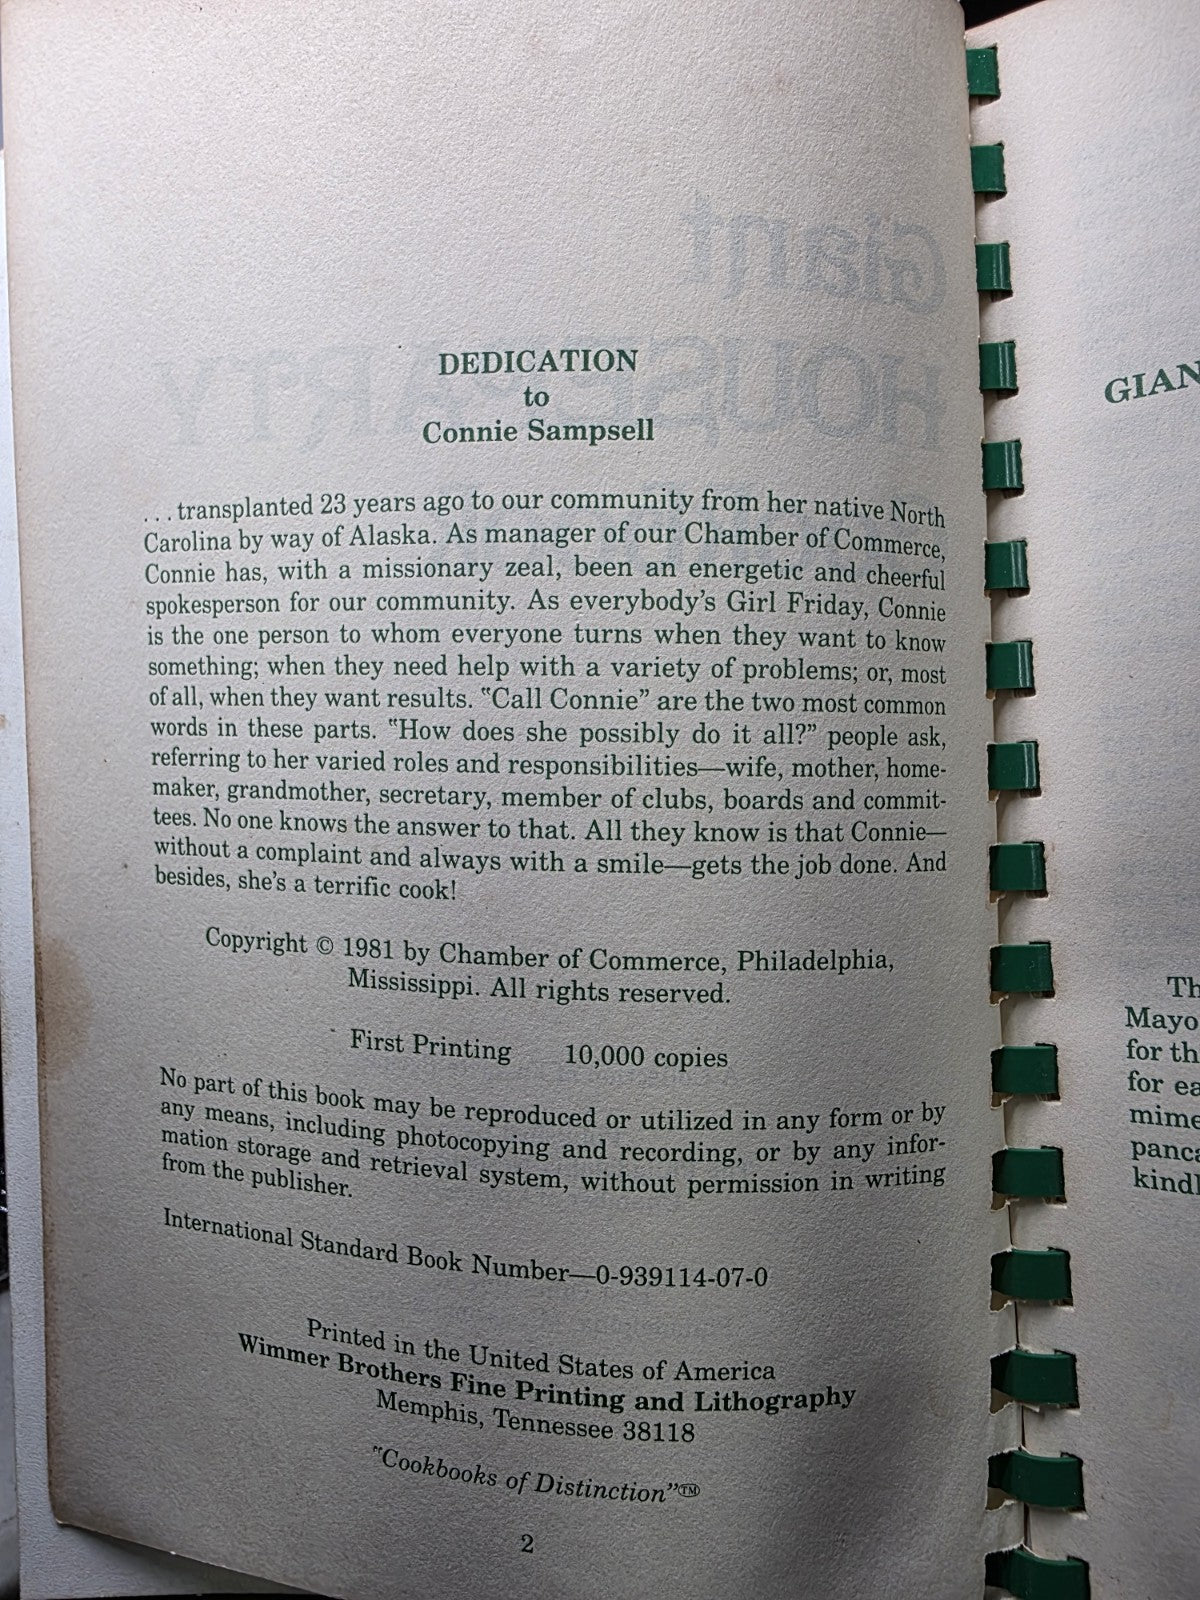 DEDICATION
to
Connie Sampsell
...transplanted 23 years ago to our community from her native North
Carolina by way of Alaska. As manager of our Chamber of Commerce,
Connie has, with a missionary zeal, been an energetic and cheerful
spokesperson for our community. As everybody's Girl Friday, Connie
is the one person to whom everyone turns when they want to know
something; when they need help with a variety of problems; or, most
of all, when they want results. "Call Connie" are the two most common
words in these parts. "How does she possibly do it all?" people ask,
referring to her varied roles and responsibilities—wife, mother, home-
maker, grandmother, secretary, member of clubs, boards and commit-
tees. No one knows the answer to that. All they know is that Connie—
without a complaint and always with a smile—gets the job done. And
besides, she's a terrific cook!
Copyright © 1981 by Chamber of Commerce, Philadelphia,
Mississippi. All rights reserved.
First Printing 10,000 copies
No part of this book may be reproduced or utilized in any form or by
any means, including photocopying and recording, or by any infor-
mation storage and retrieval system, without permission in writing
from the publisher.
International Standard Book Number—0-939114-07-0
Printed in the United States of America
Wimmer Brothers Fine Printing and Lithography
Memphis, Tennessee 38118
"Cookbooks of Distinction"™
2
GIAN
Th
Mayo
for th
for ea
mime
panca
kindl